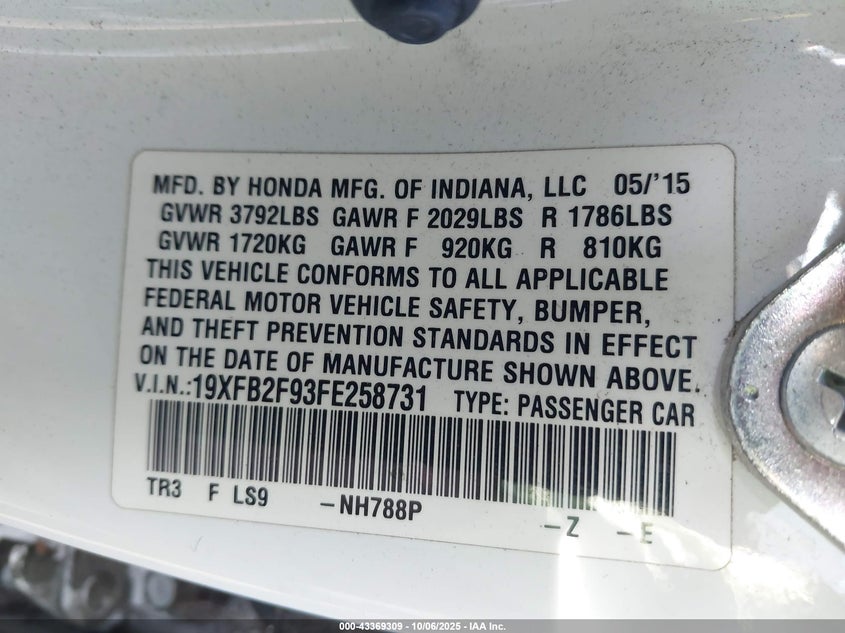 MFD. BY HONDA MFG. OF INDIANA, LLC 05/'15
GVWR 3792LBS GAWR F 2029LBS R 1786LBS
GVWR 1720KG GAWR F 920KG R 810KG
THIS VEHICLE CONFORMS TO ALL APPLICABLE
FEDERAL MOTOR VEHICLE SAFETY, BUMPER,
AND THEFT PREVENTION STANDARDS IN EFFECT
ON THE DATE OF MANUFACTURE SHOWN ABOVE.
V.I.N.:19XFB2F93FE258731 TYPE: PASSENGER CAR
TR3 F LS9 -NH788P -Z -E
000-43369309 | 10/06/2025 - IAA Inc.